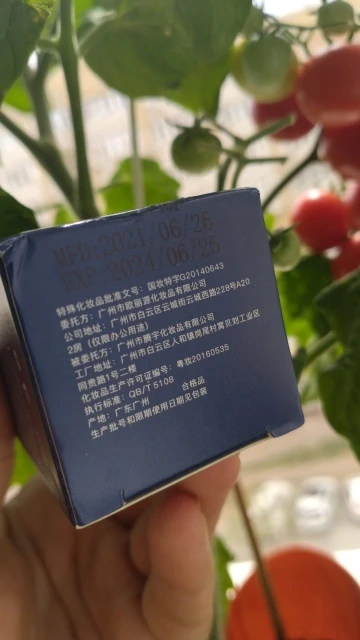 MFD:2021/06/26
EXP:2024/06/25
特殊化妆品批准文号：国妆特字G20140643
委托方：广州市欧丽源化妆品有限公司
公司地址：广州市白云区云城街云城西路228号A20
2房（仅限办公用途）
被委托方：广州市腾宇化妆品有限公司
工厂地址：广州市白云区人和镇岗尾村寓贝刘工业区
同贵路1号二楼
化妆品生产许可证编号：粤妆20160535
执行标准：QB/T 5108 合格品
产地：广东广州
生产批号和限期使用日期见包装